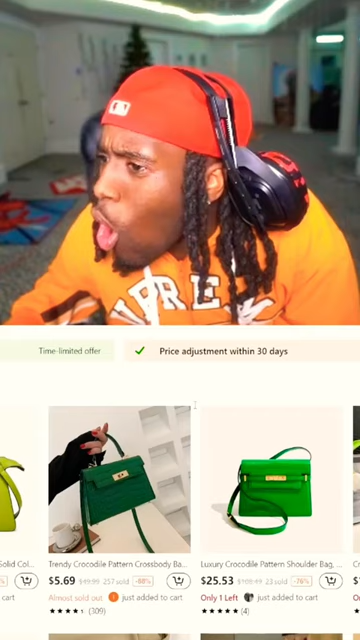 UPRE
Time-limited offer
✓ Price adjustment within 30 days
Solid Col...
Trendy Crocodile Pattern Crossbody Ba...
Luxury Crocodile Pattern Shoulder Bag, ...
$5.69 $49.99 257 sold -88%
$25.53 $108.49 23 sold -76%
Almost sold out just added to cart
Only 1 Left just added to cart
(309)
(4)